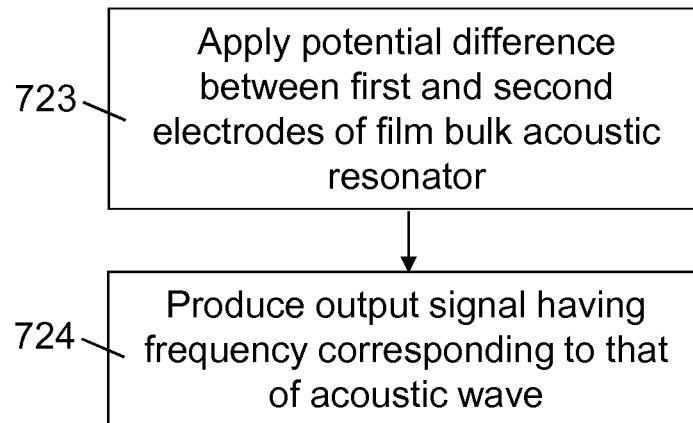 Apply potential difference
between first and second
723
electrodes of film bulk acoustic
resonator
Produce output signal having
724
frequency corresponding to that
of acoustic wave